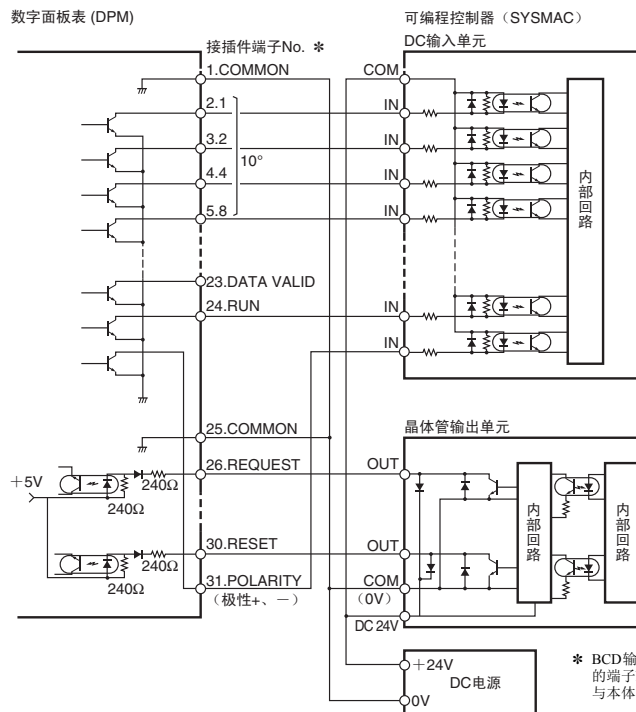 数字面板表 (DPM)
可编程控制器（SYSMAC）
接插件端子No. ✻
DC输入单元
1.COMMON
COM
2.1
IN
3.2
IN
10°
4.4
IN
5.8
IN
内部回路
23.DATA VALID
24.RUN
IN
IN
25.COMMON
晶体管输出单元
26.REQUEST
OUT
+5V
240Ω
240Ω
内部回路
内部回路
30.RESET
OUT
240Ω
240Ω
31.POLARITY
（极性+、－）
COM
（0V）
DC 24V
+24V
DC电源
0V
✻ BCD输
的端子
与本体